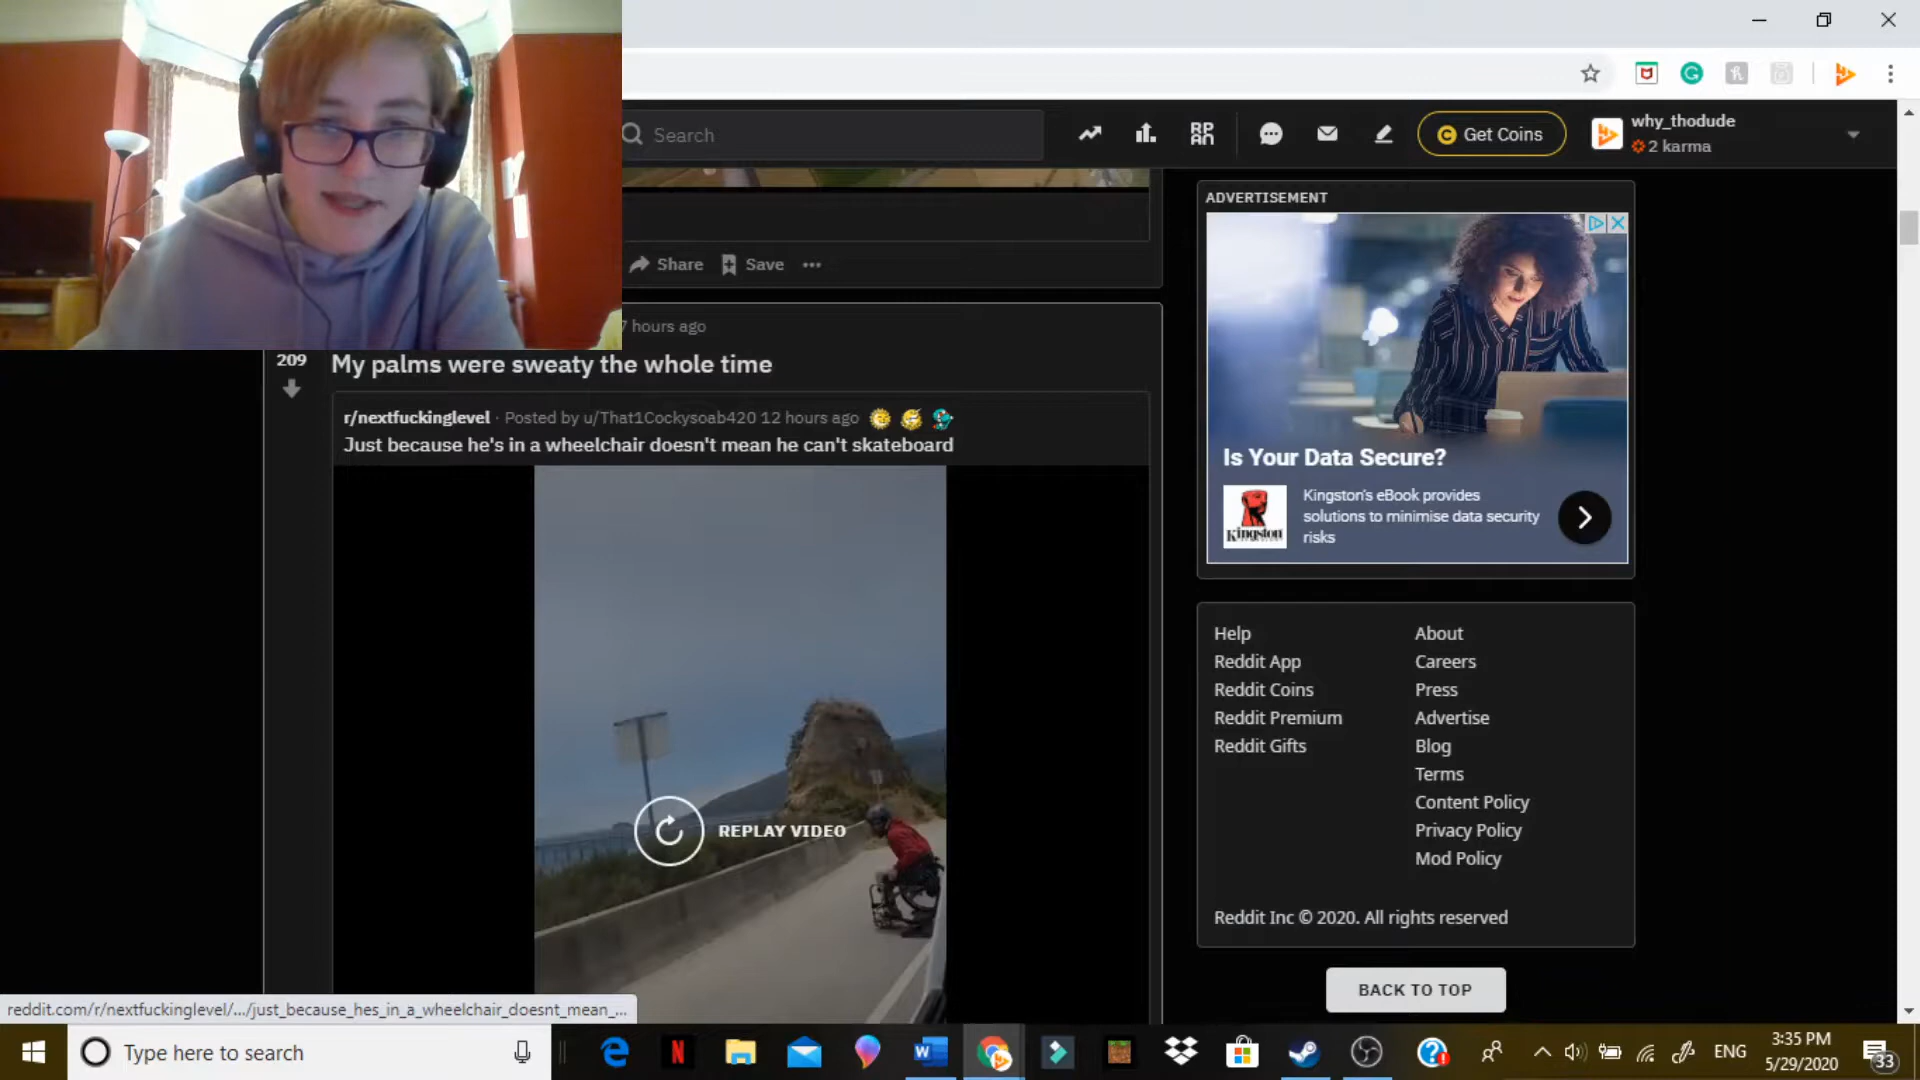 Search
RPAN
Get Coins
why_thodude
2 karma
Share
Save
7 hours ago
209
My palms were sweaty the whole time
r/nextfuckinglevel · Posted by u/That1Cockysoab420 12 hours ago
Just because he's in a wheelchair doesn't mean he can't skateboard
REPLAY VIDEO
ADVERTISEMENT
Is Your Data Secure?
Kingston's eBook provides
solutions to minimise data security
risks
Kingston
Help
Reddit App
Reddit Coins
Reddit Premium
Reddit Gifts
About
Careers
Press
Advertise
Blog
Terms
Content Policy
Privacy Policy
Mod Policy
Reddit Inc © 2020. All rights reserved
BACK TO TOP
reddit.com/r/nextfuckinglevel/.../just_because_hes_in_a_wheelchair_doesnt_mean_...
Type here to search
ENG
3:35 PM
5/29/2020
33